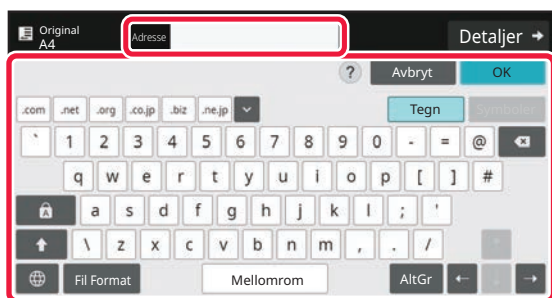 Original
A4
Adresse
Detaljer
?
Avbryt
OK
.com .net .org .co.jp .biz .ne.jp
Tegn
Symboler
` 1 2 3 4 5 6 7 8 9 0 - = @
q w e r t y u i o p [ ] #
A
a s d f g h j k l ; '
\ z x c v b n m , . /
Fil Format
Mellomrom
AltGr